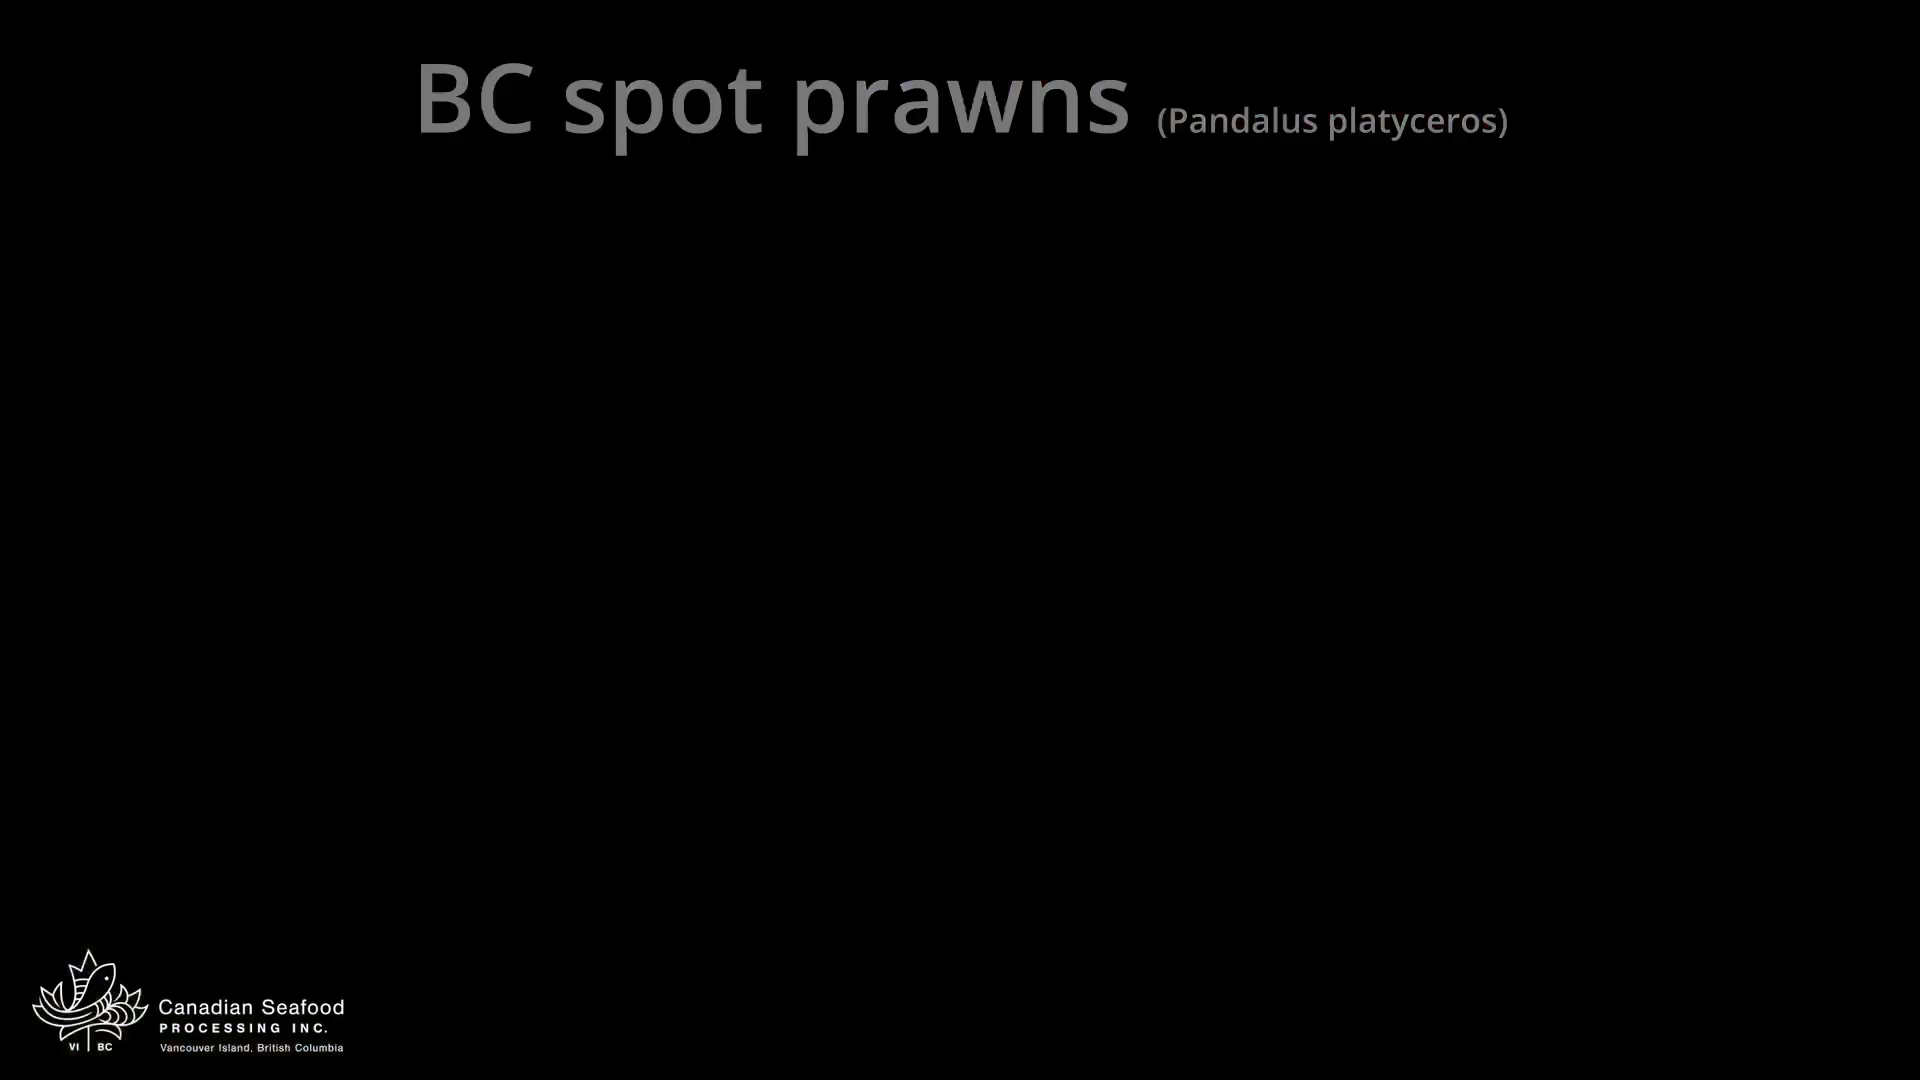 BC spot prawns (Pandalus platyceros)
Canadian Seafood
PROCESSING INC.
VI BC
Vancouver Island, British Columbia